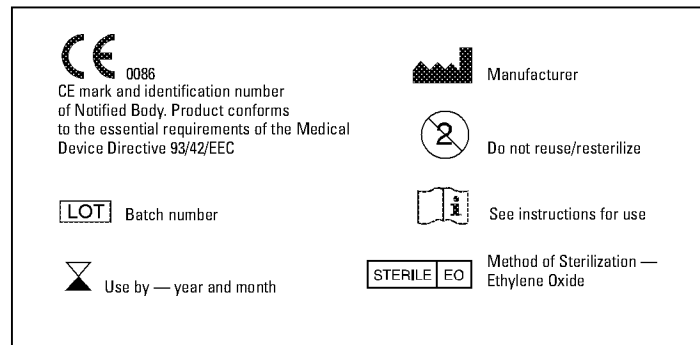 CE 0086
CE mark and identification number
of Notified Body. Product conforms
to the essential requirements of the Medical
Device Directive 93/42/EEC
LOT Batch number
Use by — year and month
Manufacturer
2 Do not reuse/resterilize
i See instructions for use
STERILE EO Method of Sterilization —
Ethylene Oxide